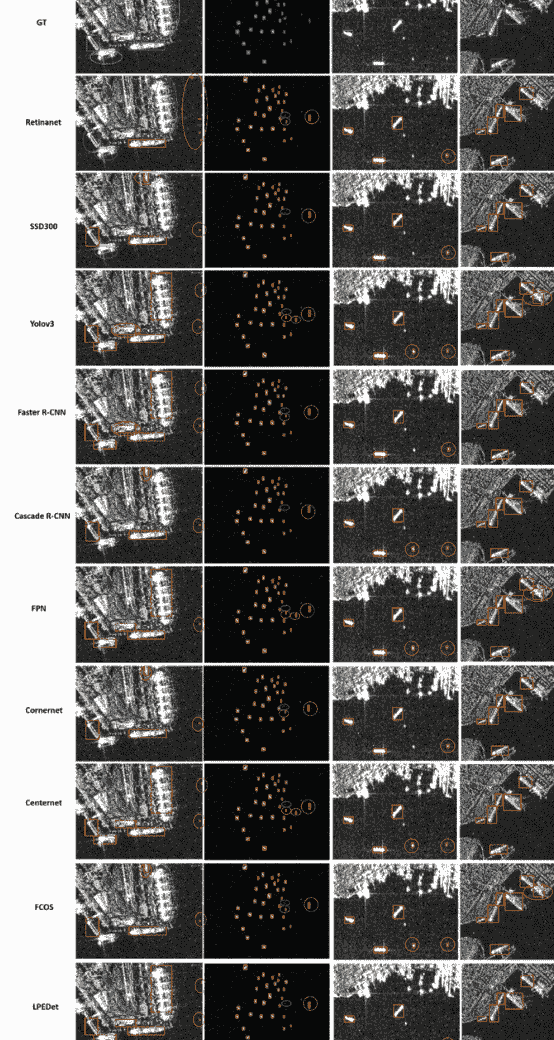 GT
Retinanet
SSD300
Yolov3
Faster R-CNN
Cascade R-CNN
FPN
Cornernet
Centernet
FCOS
LPEDet